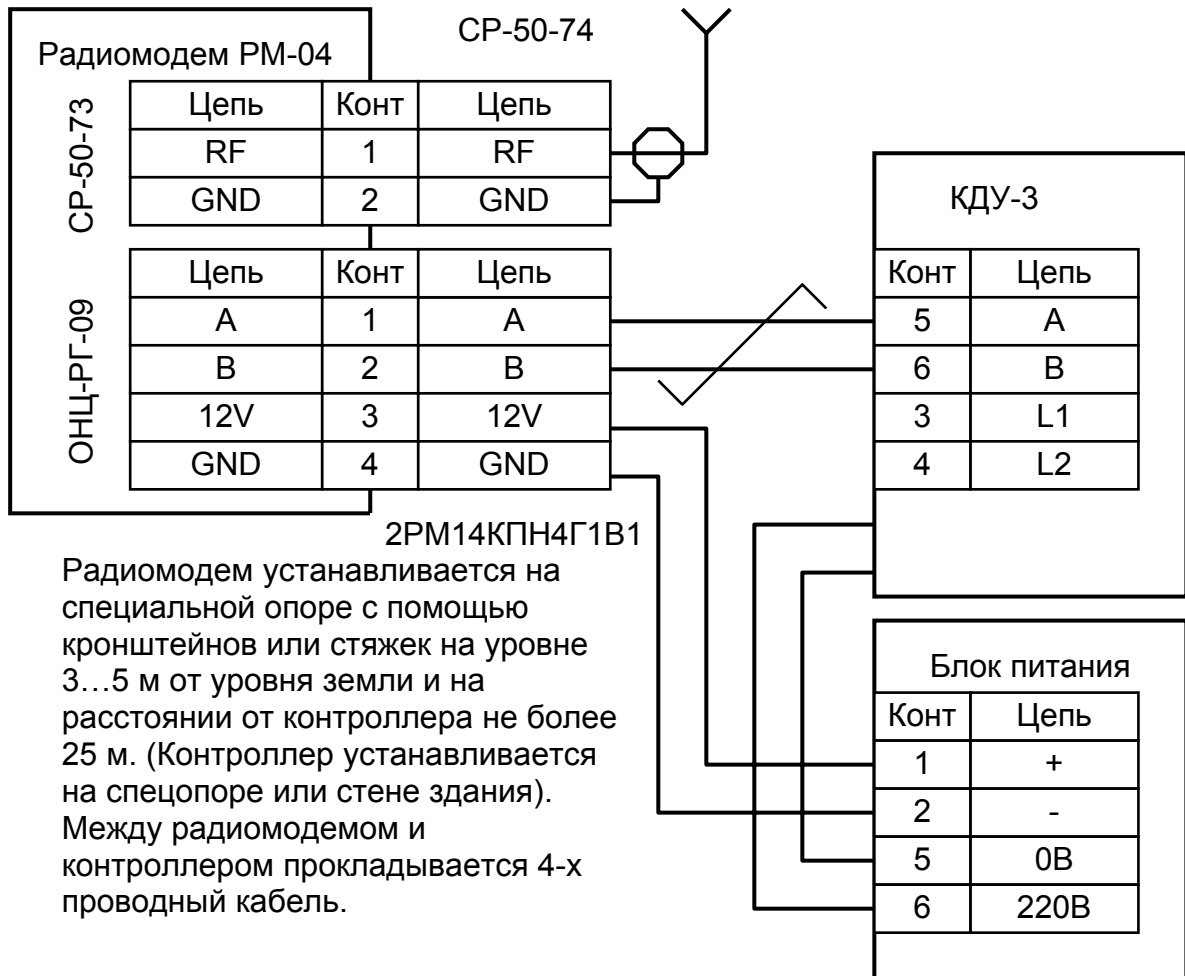 СР-50-74
Радиомодем РМ-04
СР-50-73
Цепь Конт Цепь
RF 1 RF
GND 2 GND
ОНЦ-РГ-09
Цепь Конт Цепь
A 1 A
B 2 B
12V 3 12V
GND 4 GND
2РМ14КПН4Г1В1
КДУ-3
Конт Цепь
5 A
6 B
3 L1
4 L2
Радиомодем устанавливается на
специальной опоре с помощью
кронштейнов или стяжек на уровне
3…5 м от уровня земли и на
расстоянии от контроллера не более
25 м. (Контроллер устанавливается
на спецопоре или стене здания).
Между радиомодемом и
контроллером прокладывается 4-х
проводный кабель.
Блок питания
Конт Цепь
1 +
2 -
5 0В
6 220В